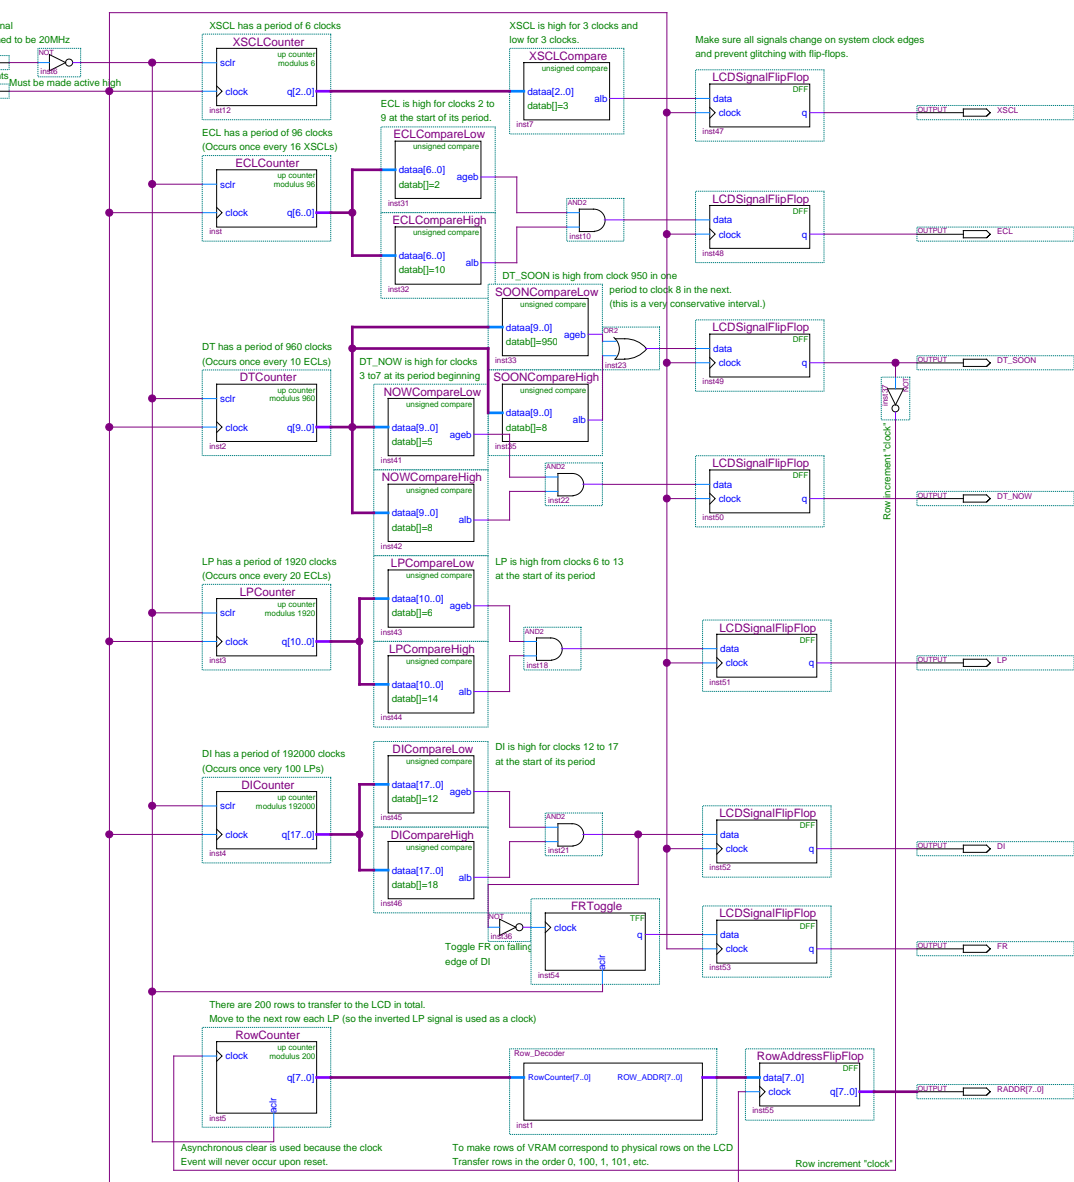 nal
ned to be 20MHz
nts
Must be made active high
NOT
inst6
XSCL has a period of 6 clocks
XSCLCounter
up counter
modulus 6
sclr
clock
q[2..0]
inst12
XSCL is high for 3 clocks and
low for 3 clocks.
XSCLCompare
unsigned compare
dataa[2..0]
datab[]=3
alb
inst7
Make sure all signals change on system clock edges
and prevent glitching with flip-flops.
LCDSignalFlipFlop
DFF
data
clock
q
inst47
OUTPUT
XSCL
ECL has a period of 96 clocks
(Occurs once every 16 XSCLs)
ECLCounter
up counter
modulus 96
sclr
clock
q[6..0]
inst
ECL is high for clocks 2 to
9 at the start of its period.
ECLCompareLow
unsigned compare
dataa[6..0]
datab[]=2
ageb
inst31
ECLCompareHigh
unsigned compare
dataa[6..0]
datab[]=10
alb
inst32
AND2
inst10
LCDSignalFlipFlop
DFF
data
clock
q
inst48
OUTPUT
ECL
DT_SOON is high from clock 950 in one
period to clock 8 in the next.
(this is a very conservative interval.)
SOONCompareLow
unsigned compare
dataa[9..0]
datab[]=950
ageb
inst33
OR2
inst23
SOONCompareHigh
unsigned compare
dataa[9..0]
datab[]=8
alb
inst35
LCDSignalFlipFlop
DFF
data
clock
q
inst49
OUTPUT
DT_SOON
NOT
inst37
Row increment "clock"
DT has a period of 960 clocks
(Occurs once every 10 ECLs)
DTCounter
up counter
modulus 960
sclr
clock
q[9..0]
inst2
DT_NOW is high for clocks
3 to7 at its period beginning
NOWCompareLow
unsigned compare
dataa[9..0]
datab[]=5
ageb
inst41
NOWCompareHigh
unsigned compare
dataa[9..0]
datab[]=8
alb
inst42
AND2
inst22
LCDSignalFlipFlop
DFF
data
clock
q
inst50
OUTPUT
DT_NOW
LP has a period of 1920 clocks
(Occurs once every 20 ECLs)
LPCounter
up counter
modulus 1920
sclr
clock
q[10..0]
inst3
LPCompareLow
unsigned compare
dataa[10..0]
datab[]=6
ageb
inst43
LP is high from clocks 6 to 13
at the start of its period
LPCompareHigh
unsigned compare
dataa[10..0]
datab[]=14
alb
inst44
AND2
inst18
LCDSignalFlipFlop
DFF
data
clock
q
inst51
OUTPUT
LP
DI has a period of 192000 clocks
(Occurs once very 100 LPs)
DICounter
up counter
modulus 192000
sclr
clock
q[17..0]
inst4
DICompareLow
unsigned compare
dataa[17..0]
datab[]=12
ageb
inst45
DI is high for clocks 12 to 17
at the start of its period
DICompareHigh
unsigned compare
dataa[17..0]
datab[]=18
alb
inst46
AND2
inst21
LCDSignalFlipFlop
DFF
data
clock
q
inst52
OUTPUT
DI
NOT
inst36
Toggle FR on falling
edge of DI
FRToggle
TFF
clock
q
aclr
inst54
LCDSignalFlipFlop
DFF
data
clock
q
inst53
OUTPUT
FR
There are 200 rows to transfer to the LCD in total.
Move to the next row each LP (so the inverted LP signal is used as a clock)
RowCounter
up counter
modulus 200
clock
q[7..0]
aclr
inst5
Row_Decoder
RowCounter[7..0]
ROW_ADDR[7..0]
inst1
RowAddressFlipFlop
DFF
data[7..0]
clock
q[7..0]
inst55
OUTPUT
RADDR[7..0]
Asynchronous clear is used because the clock
Event will never occur upon reset.
To make rows of VRAM correspond to physical rows on the LCD
Transfer rows in the order 0, 100, 1, 101, etc.
Row increment "clock"